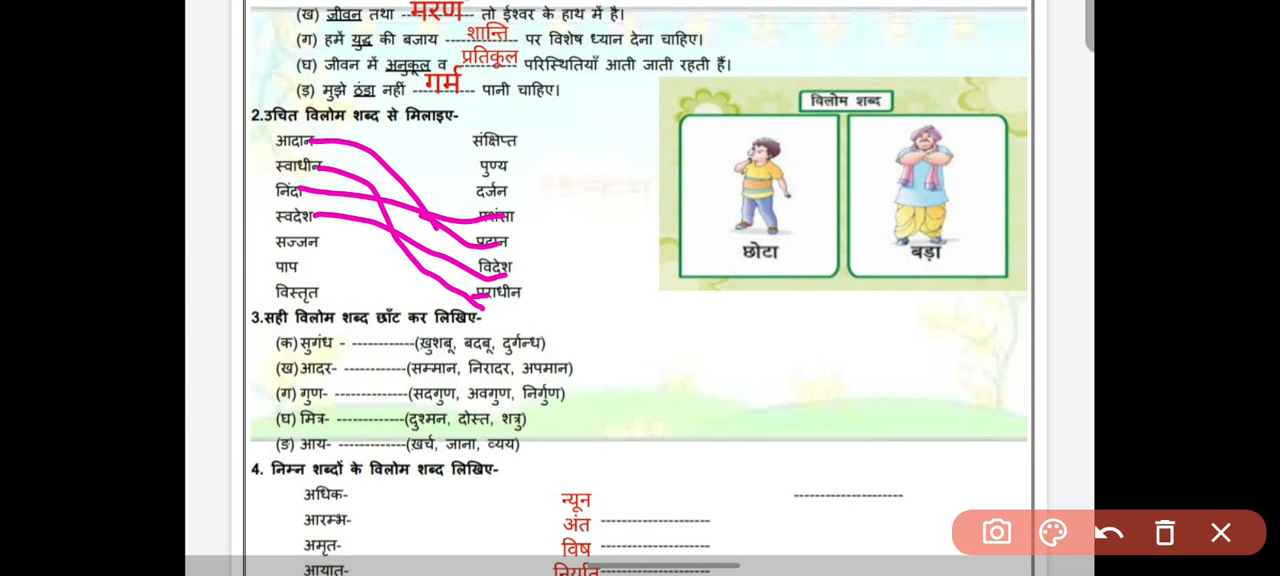 (ख) जीवन तथा ---मरण--- तो ईश्वर के हाथ में है।
(ग) हमें युद्ध की बजाय ---शान्ति--- पर विशेष ध्यान देना चाहिए।
(घ) जीवन में अनुकूल व ---प्रतिकूल--- परिस्थितियाँ आती जाती रहती हैं।
(ड़) मुझे ठंडा नहीं ---गर्म--- पानी चाहिए।
2.उचित विलोम शब्द से मिलाइए-
आदान संक्षिप्त
स्वाधीन पुण्य
निंदा दर्जन
स्वदेश प्रशंसा
सज्जन प्रदान
पाप विदेश
विस्तृत पराधीन
विलोम शब्द
छोटा बड़ा
3.सही विलोम शब्द छाँट कर लिखिए-
(क) सुगंध - ------------(खुशबू, बदबू, दुर्गन्ध)
(ख) आदर- ------------(सम्मान, निरादर, अपमान)
(ग) गुण- --------------(सदगुण, अवगुण, निर्गुण)
(घ) मित्र- -------------(दुश्मन, दोस्त, शत्रु)
(ङ) आय- -------------(ख़र्च, जाना, व्यय)
4. निम्न शब्दों के विलोम शब्द लिखिए-
अधिक- न्यून ---------------------
आरम्भ- अंत ---------------------
अमृत- विष ---------------------
आयात- निर्यात---------------------